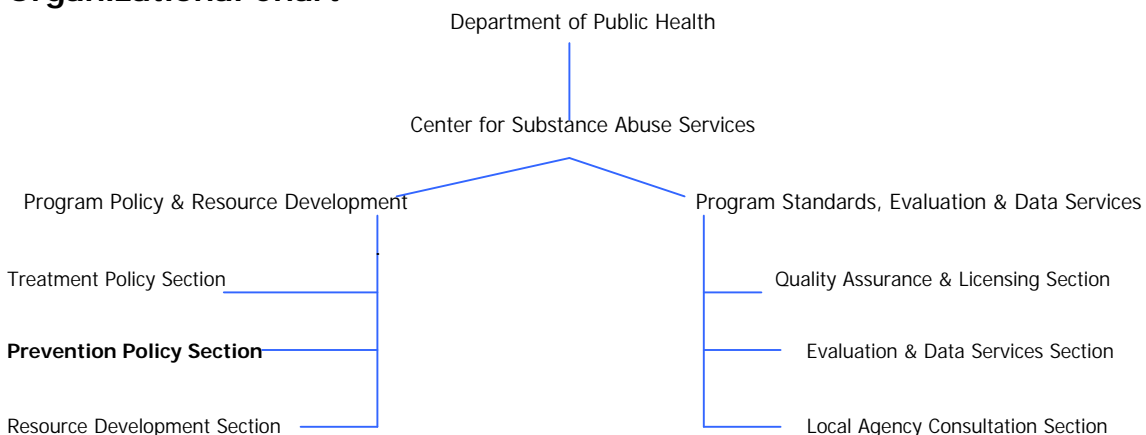 Department of Public Health
Center for Substance Abuse Services
Program Policy & Resource Development
Program Standards, Evaluation & Data Services
Treatment Policy Section
Quality Assurance & Licensing Section
Prevention Policy Section
Evaluation & Data Services Section
Resource Development Section
Local Agency Consultation Section